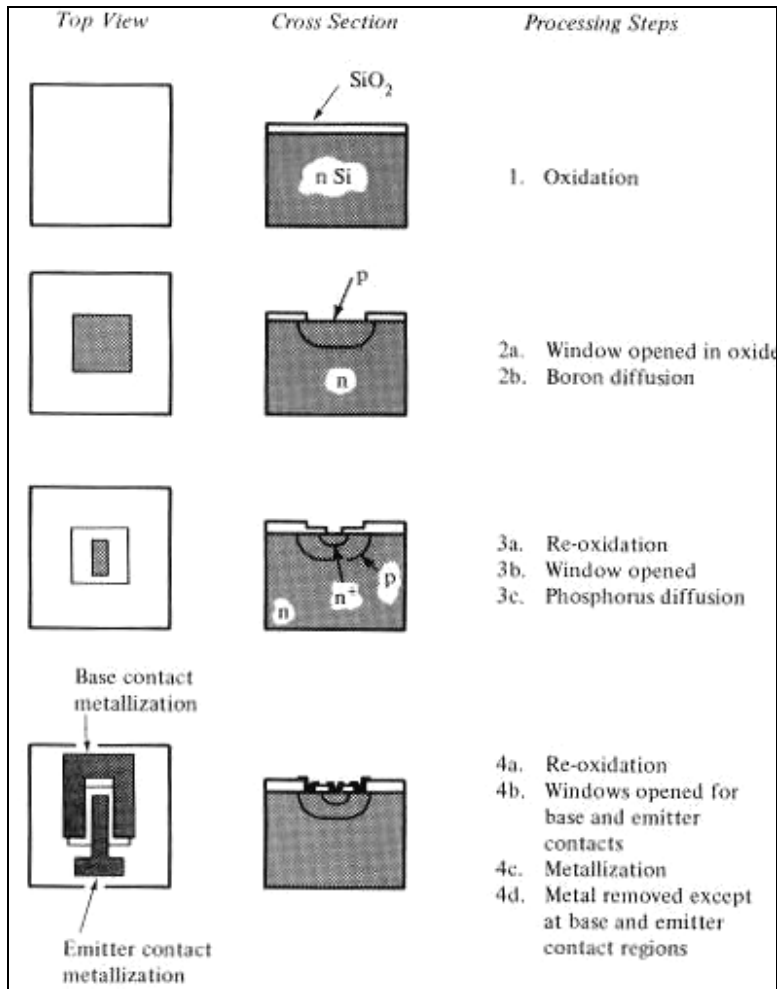 Top View
Cross Section
Processing Steps
SiO2
n Si
1. Oxidation
p
n
2a. Window opened in oxide
2b. Boron diffusion
n
n+
p
3a. Re-oxidation
3b. Window opened
3c. Phosphorus diffusion
Base contact
metallization
Emitter contact
metallization
4a. Re-oxidation
4b. Windows opened for
base and emitter
contacts
4c. Metallization
4d. Metal removed except
at base and emitter
contact regions